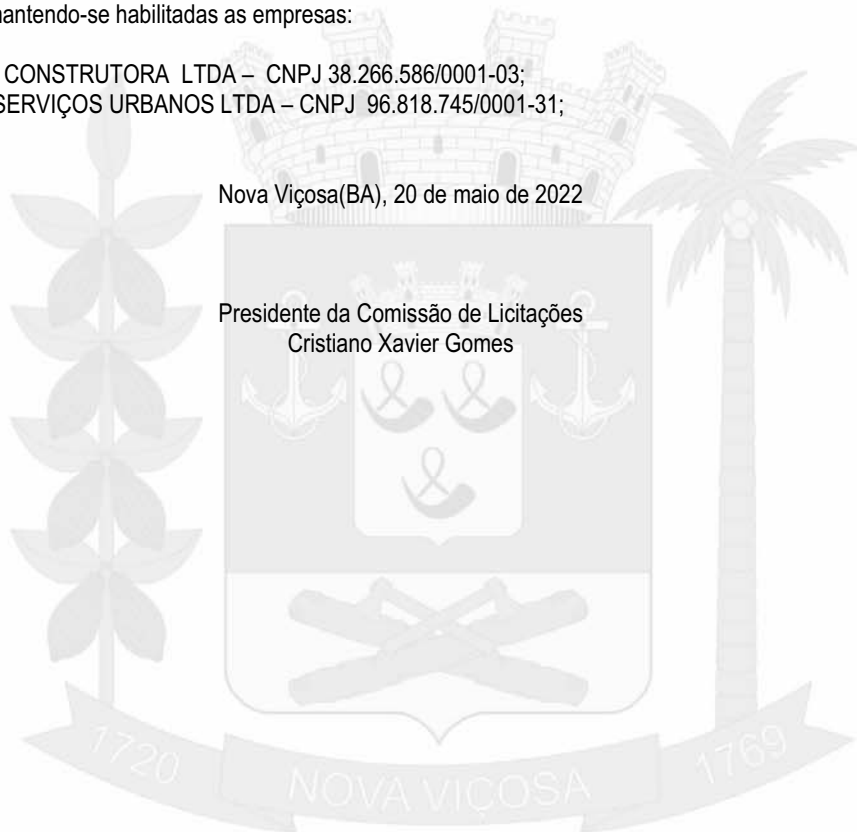 mantendo-se habilitadas as empresas:
CONSTRUTORA LTDA – CNPJ 38.266.586/0001-03;
SERVIÇOS URBANOS LTDA – CNPJ 96.818.745/0001-31;
Nova Viçosa(BA), 20 de maio de 2022
Presidente da Comissão de Licitações
Cristiano Xavier Gomes
1720 NOVA VIÇOSA 1769